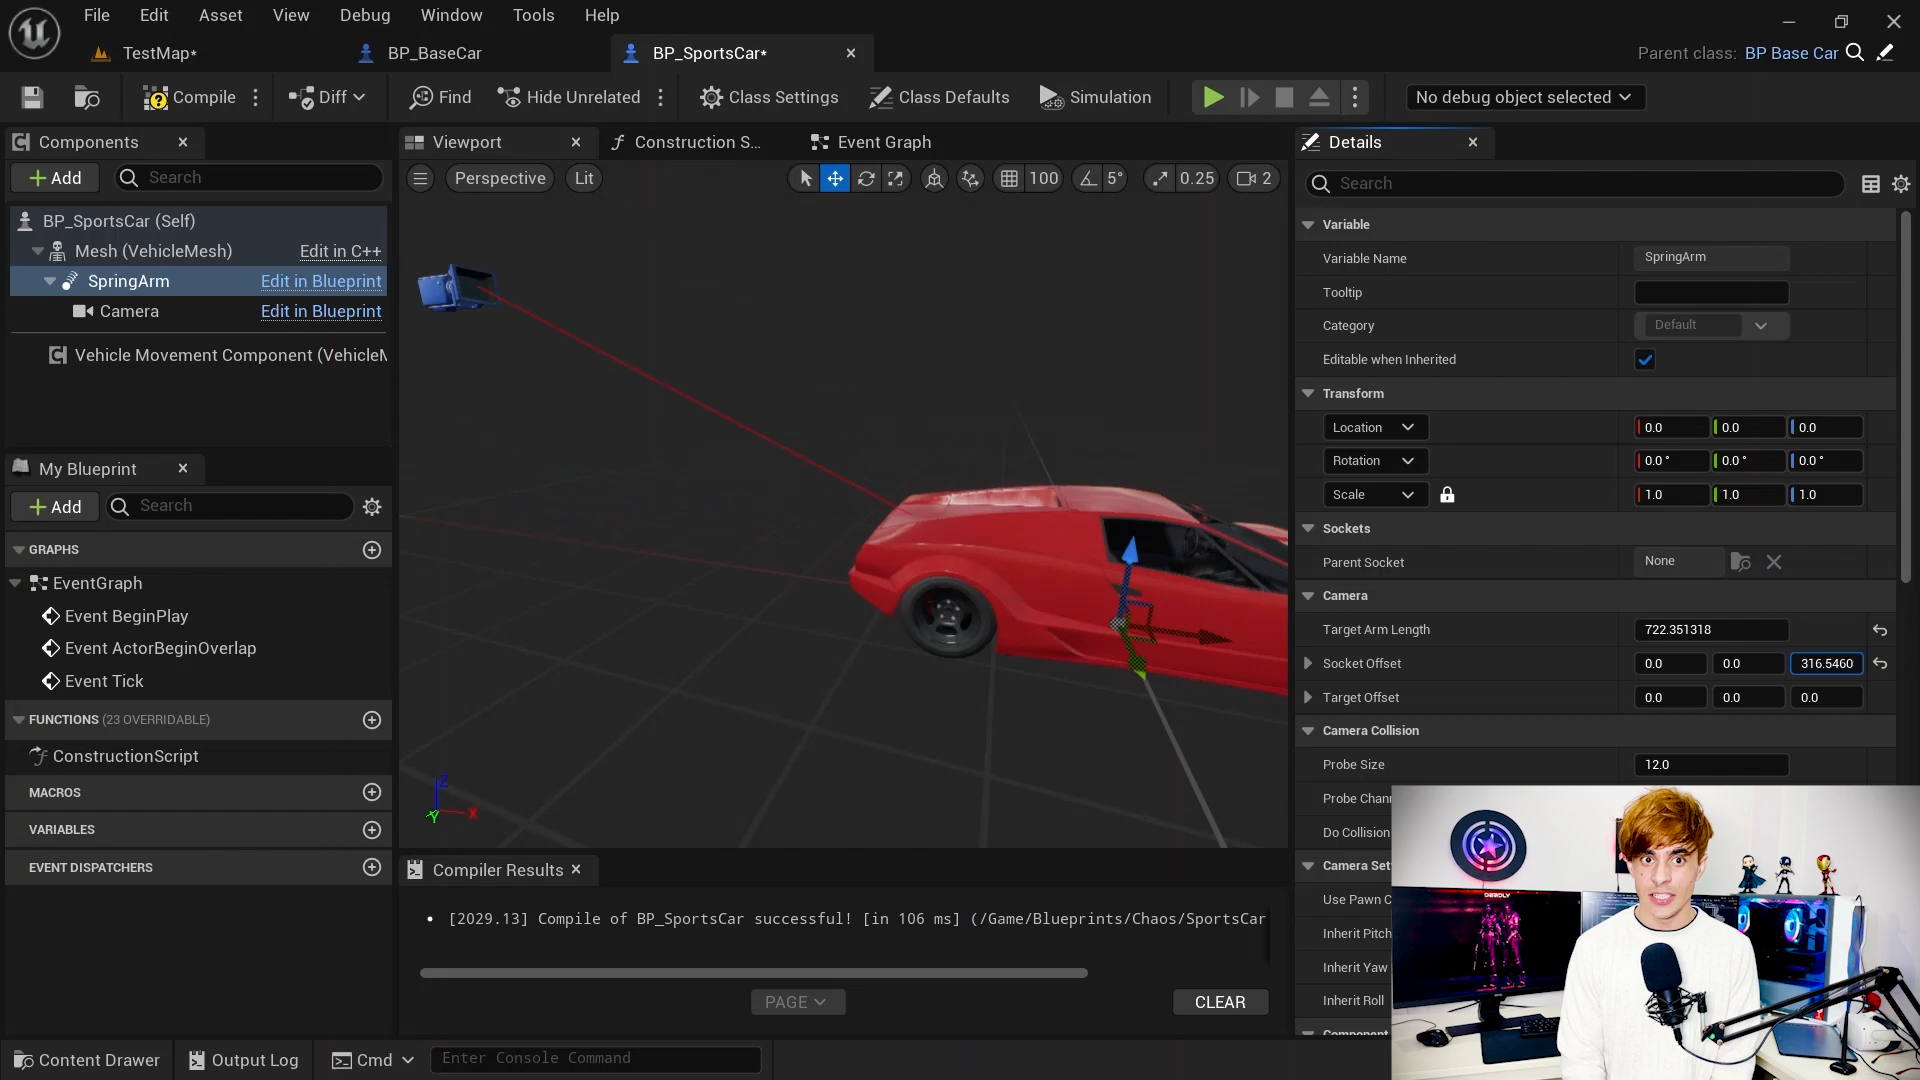 File Edit Asset View Debug Window Tools Help
TestMap* BP_BaseCar BP_SportsCar* Parent class: BP Base Car
Compile Diff Find Hide Unrelated Class Settings Class Defaults Simulation No debug object selected
Components
Add Search
BP_SportsCar (Self)
Mesh (VehicleMesh) Edit in C++
SpringArm Edit in Blueprint
Camera Edit in Blueprint
Vehicle Movement Component (VehicleM
My Blueprint
Add Search
GRAPHS
EventGraph
Event BeginPlay
Event ActorBeginOverlap
Event Tick
FUNCTIONS (23 OVERRIDABLE)
ConstructionScript
MACROS
VARIABLES
EVENT DISPATCHERS
Viewport Construction S... Event Graph
Perspective Lit 100 5° 0.25 2
Z
Y X
Compiler Results
[2029.13] Compile of BP_SportsCar successful! [in 106 ms] (/Game/Blueprints/Chaos/SportsCar
PAGE CLEAR
Details
Search
Variable
Variable Name SpringArm
Tooltip
Category Default
Editable when Inherited
Transform
Location 0.0 0.0 0.0
Rotation 0.0° 0.0° 0.0°
Scale 1.0 1.0 1.0
Sockets
Parent Socket None
Camera
Target Arm Length 722.351318
Socket Offset 0.0 0.0 316.5460
Target Offset 0.0 0.0 0.0
Camera Collision
Probe Size 12.0
Probe Chann
Do Collision
Camera Set
Use Pawn C
Inherit Pitch
Inherit Yaw
Inherit Roll
Component
DEADLY
Content Drawer Output Log Cmd Enter Console Command